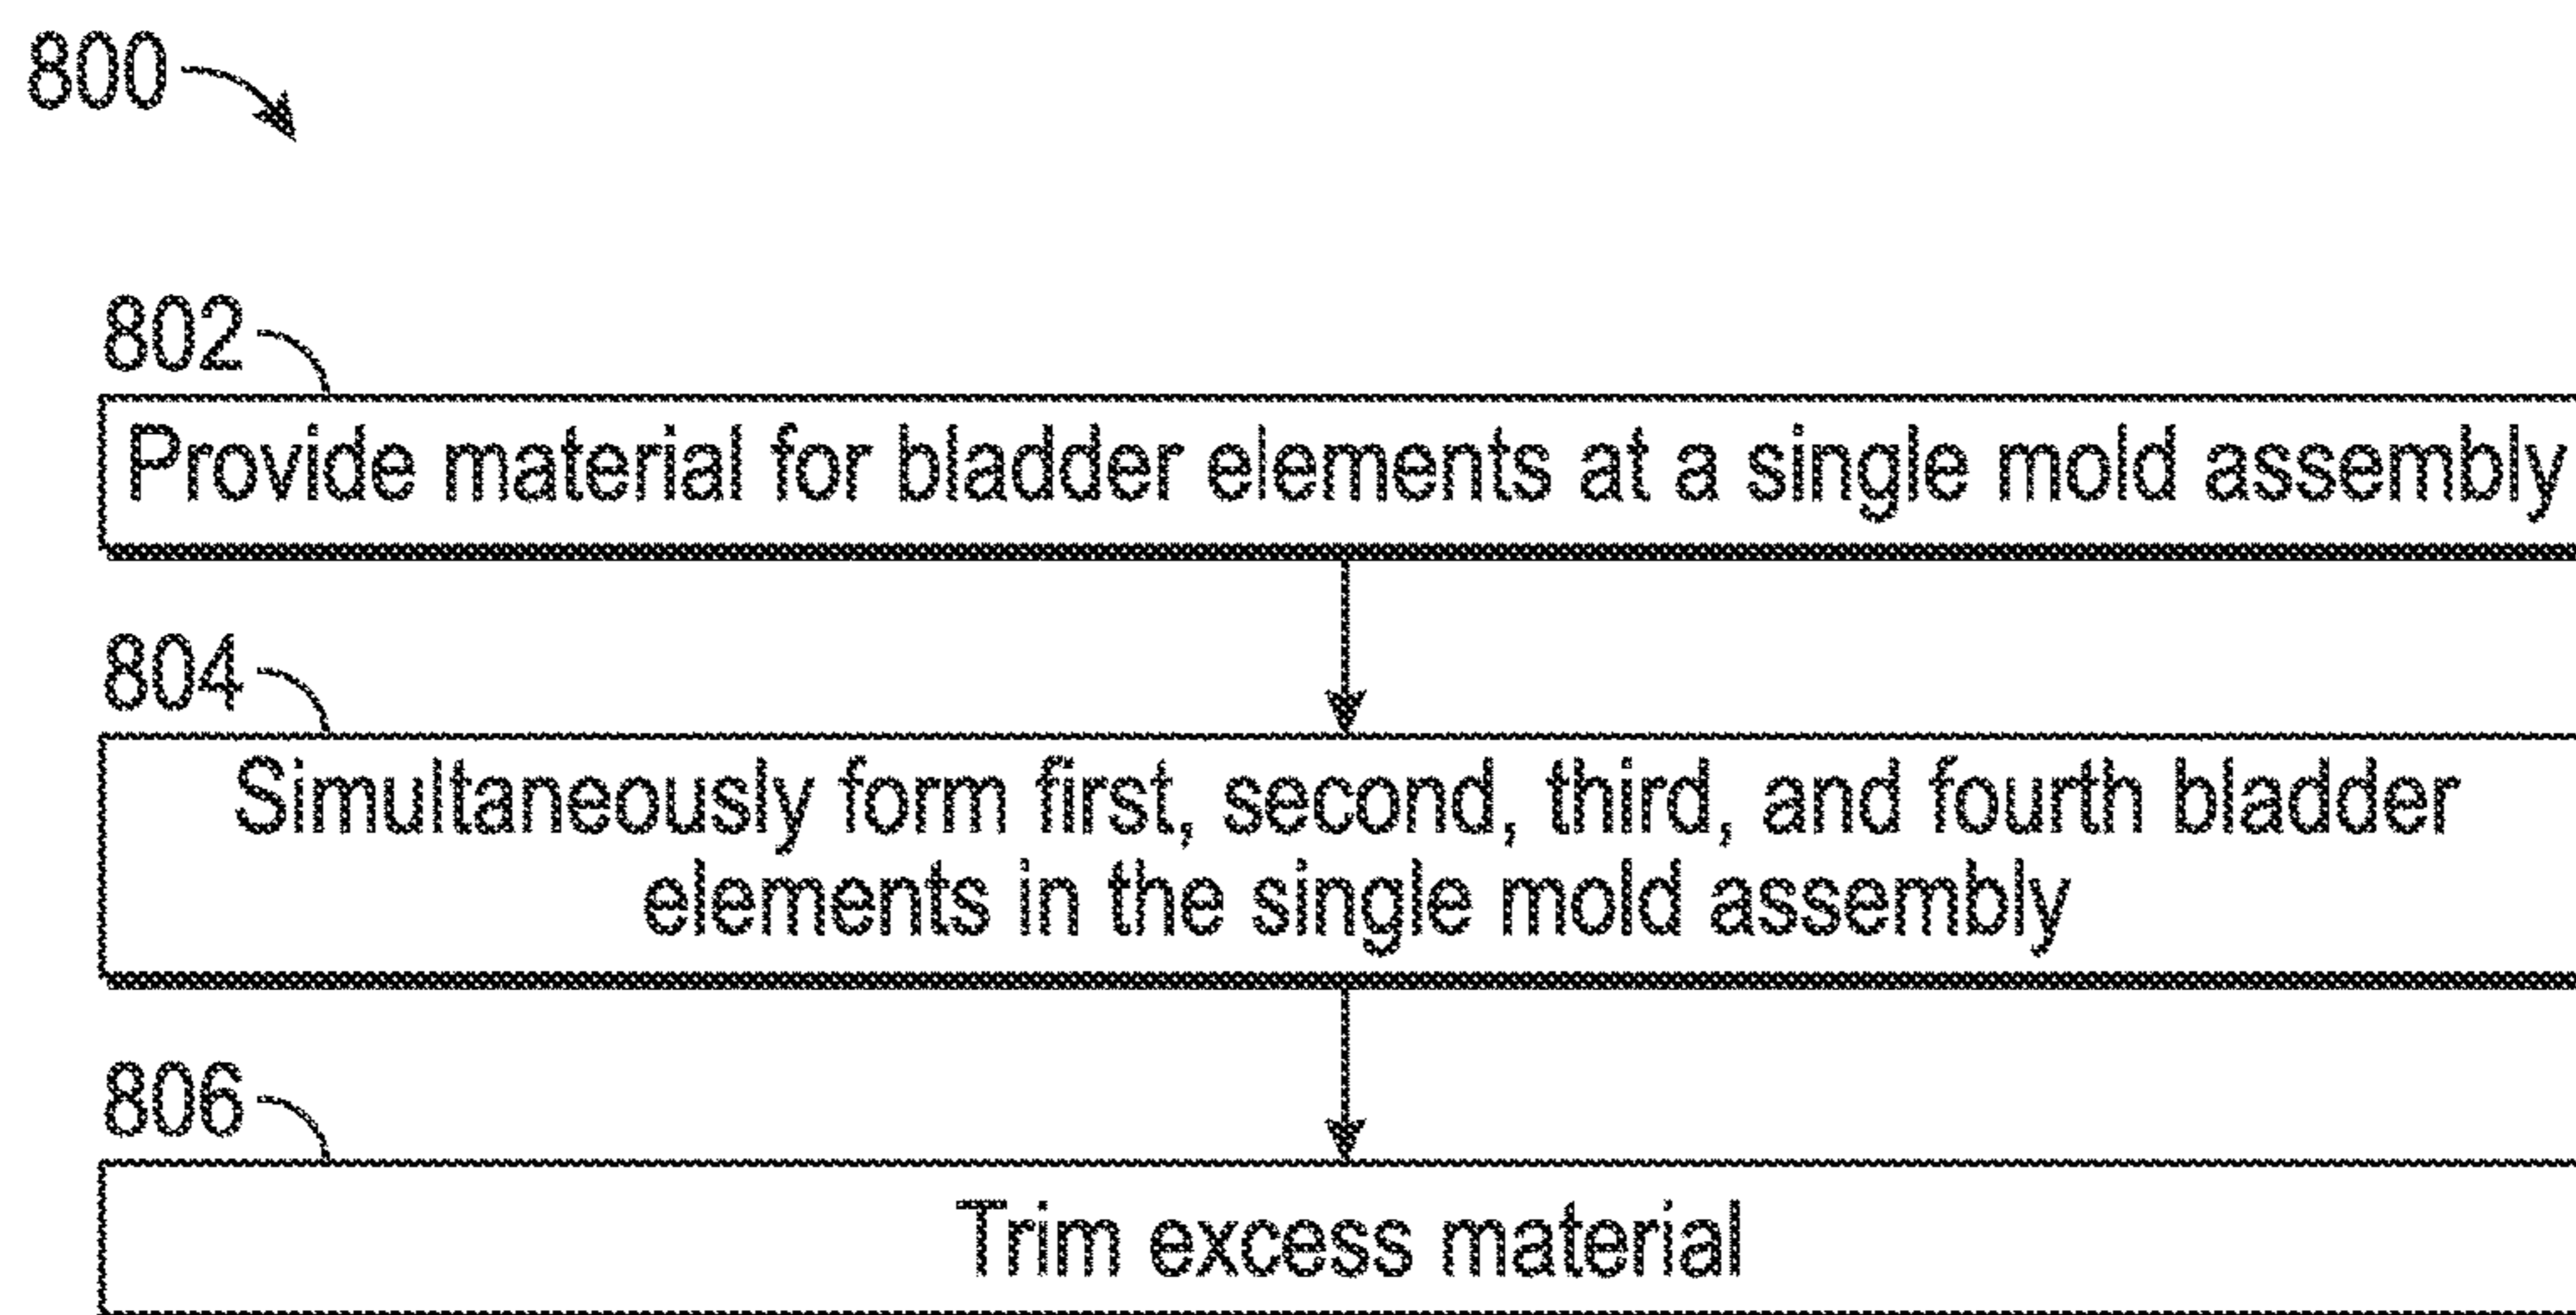 800
802
Provide material for bladder elements at a single mold assembly
804
Simultaneously form first, second, third, and fourth bladder
elements in the single mold assembly
806
Trim excess material